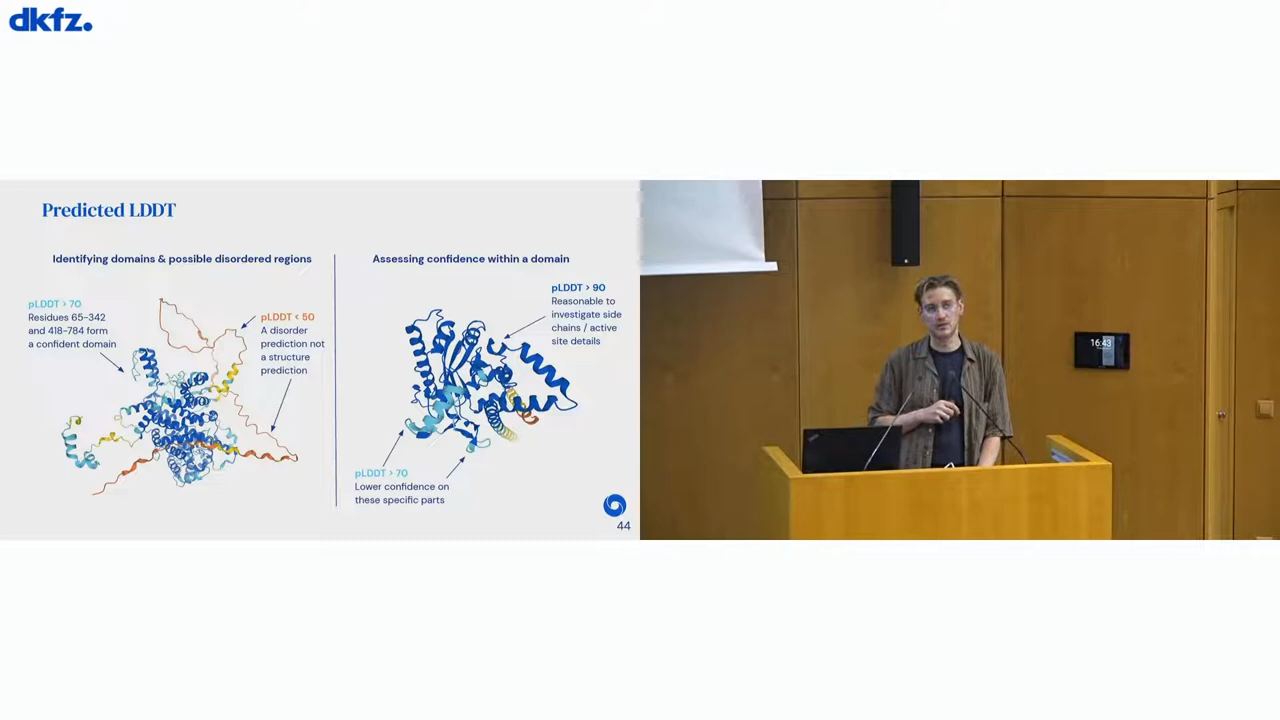 dkfz.
Predicted LDDT
Identifying domains & possible disordered regions
pLDDT > 70
Residues 65-342
and 418-784 form
a confident domain
pLDDT < 50
A disorder
prediction not
a structure
prediction
Assessing confidence within a domain
pLDDT > 90
Reasonable to
investigate side
chains / active
site details
pLDDT > 70
Lower confidence on
these specific parts
44
16:43